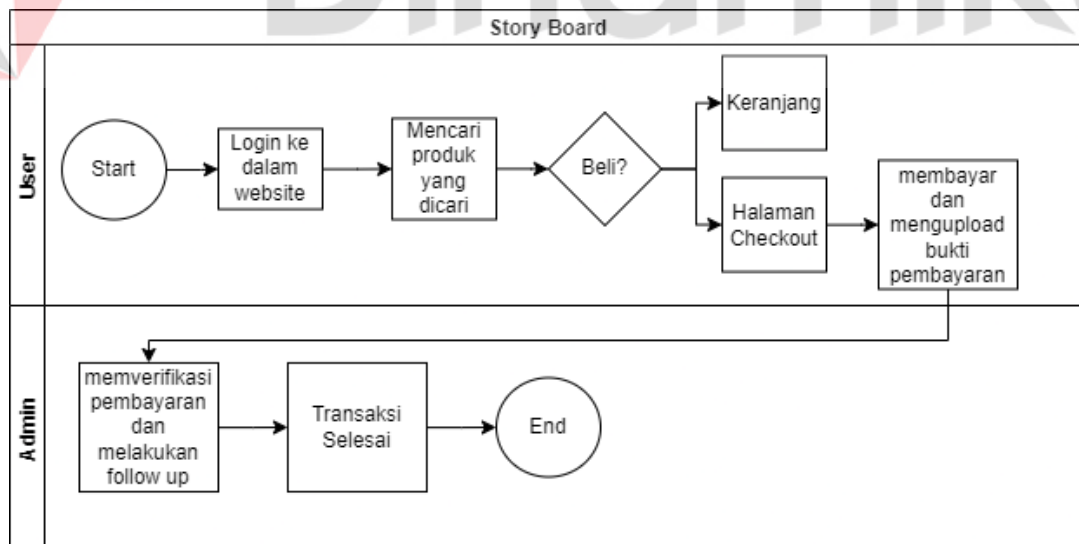 Story Board
User
Start
Login ke
dalam
website
Mencari
produk
yang
dicari
Beli?
Keranjang
Halaman
Checkout
membayar
dan
mengupload
bukti
pembayaran
Admin
memverifikasi
pembayaran
dan
melakukan
follow up
Transaksi
Selesai
End